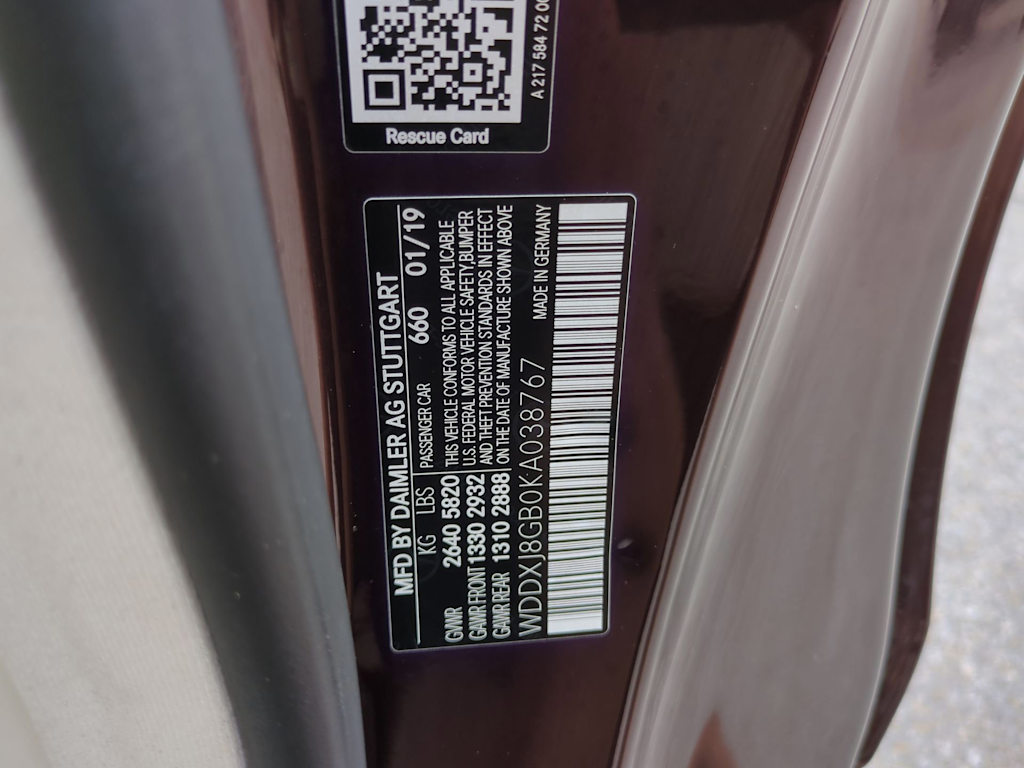 Rescue Card
A 217 584 72 00
MFD BY DAIMLER AG STUTTGART
KG LBS PASSENGER CAR 660 01/19
GVWR 2640 5820 THIS VEHICLE CONFORMS TO ALL APPLICABLE
GAWR FRONT 1330 2932 U.S. FEDERAL MOTOR VEHICLE SAFETY, BUMPER
GAWR REAR 1310 2888 AND THEFT PREVENTION STANDARDS IN EFFECT
ON THE DATE OF MANUFACTURE SHOWN ABOVE
WDDXJ8GB0KA038767 MADE IN GERMANY